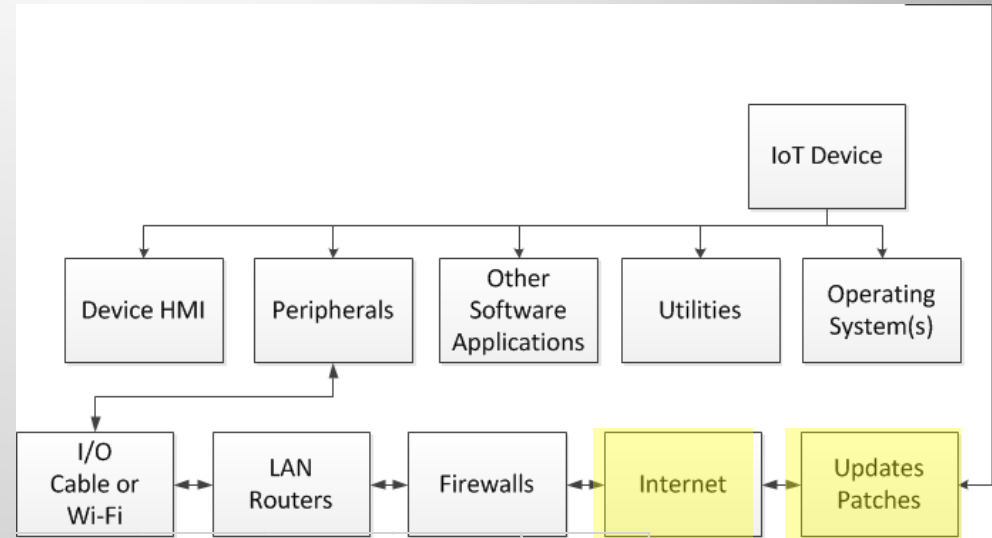 IoT Device
Device HMI
Peripherals
Other
Software
Applications
Utilities
Operating
System(s)
I/O
Cable or
Wi-Fi
LAN
Routers
Firewalls
Internet
Updates
Patches